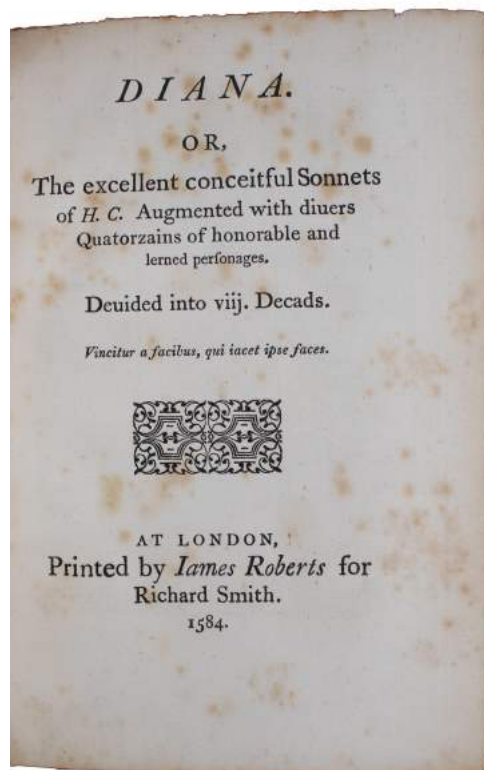 DIANA.
OR,
The excellent conceitful Sonnets
of H. C. Augmented with diuers
Quatorzains of honorable and
lerned perſonages.
Deuided into viij. Decads.
Vincitur a facibus, qui iacet ipse faces.
AT LONDON,
Printed by Iames Roberts for
Richard Smith.
1584.